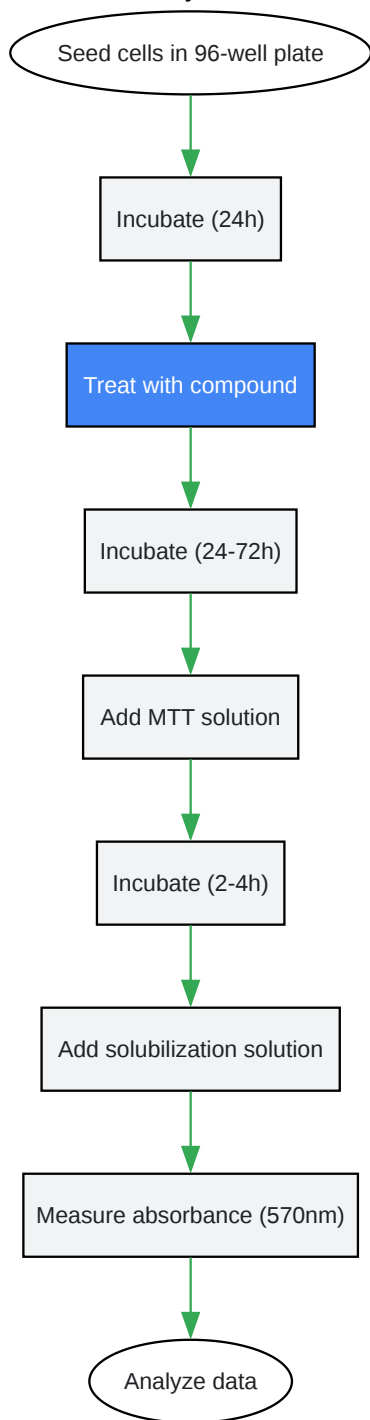 Seed cells in 96-well plate
Incubate (24h)
Treat with compound
Incubate (24-72h)
Add MTT solution
Incubate (2-4h)
Add solubilization solution
Measure absorbance (570nm)
Analyze data